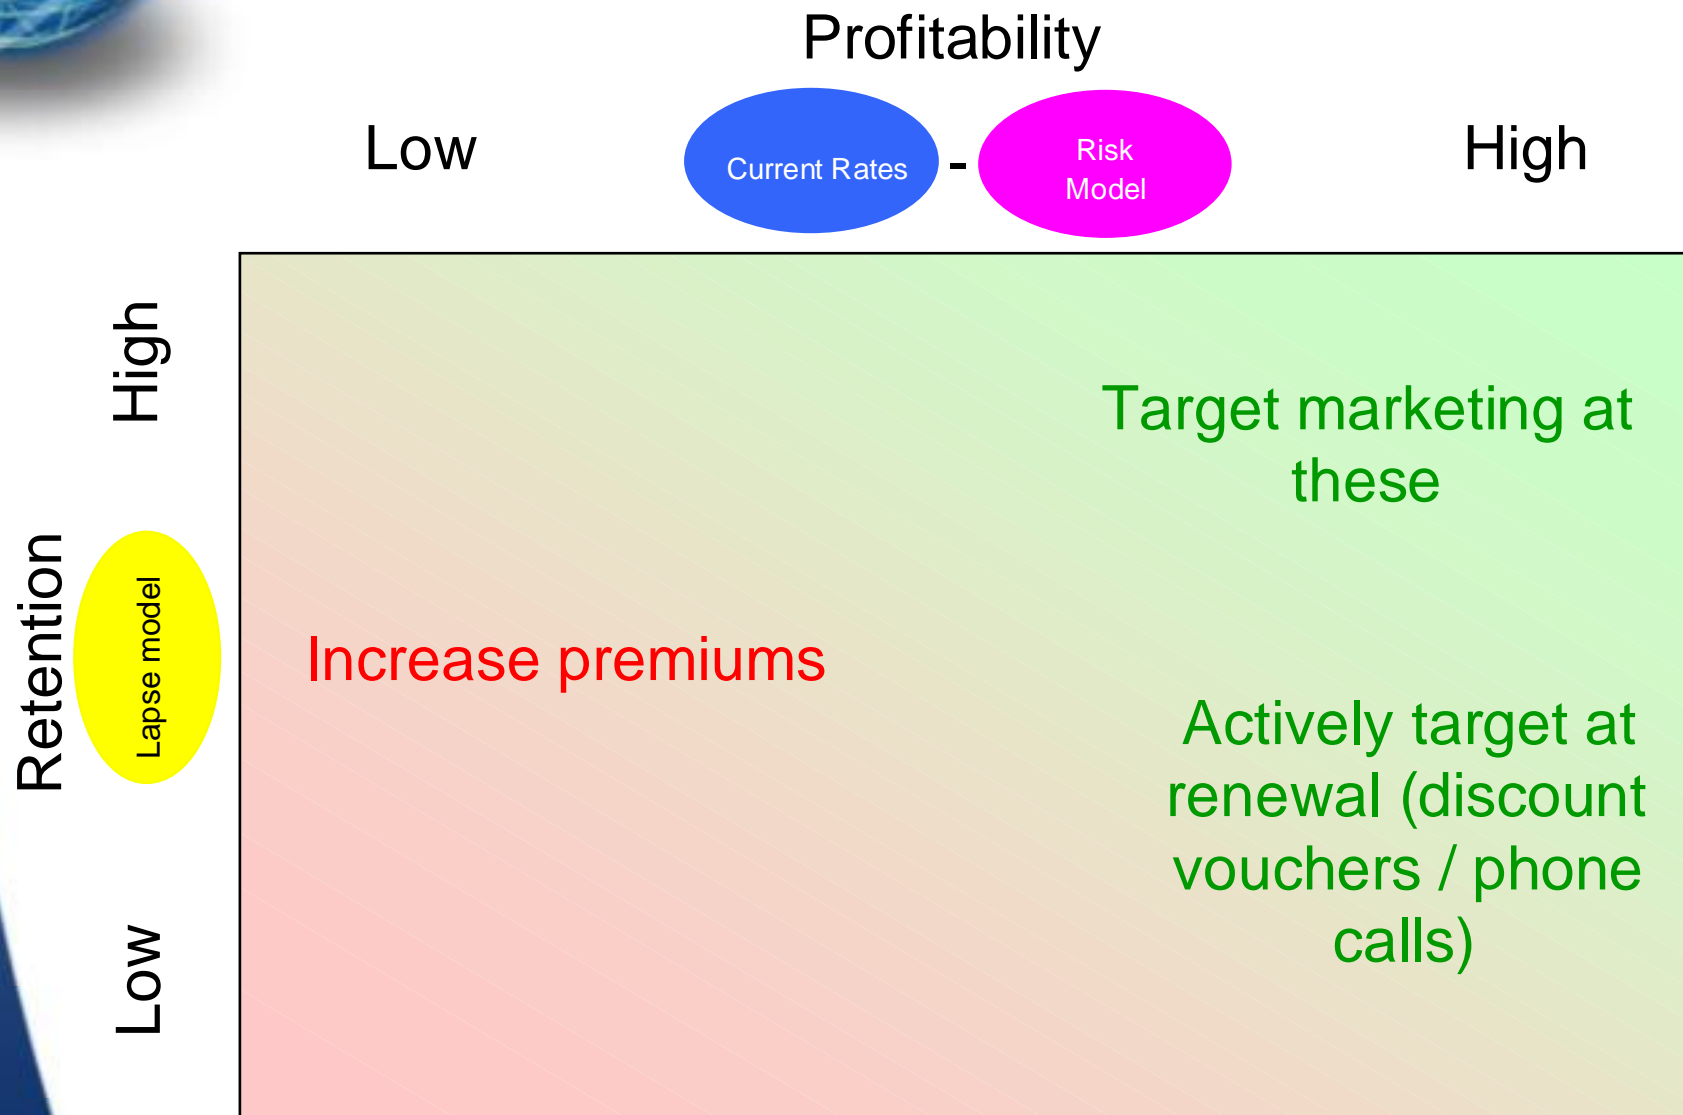 Profitability
Low
Current Rates
-
Risk
Model
High
High
Retention
Lapse model
Low
Target marketing at
these
Increase premiums
Actively target at
renewal (discount
vouchers / phone
calls)